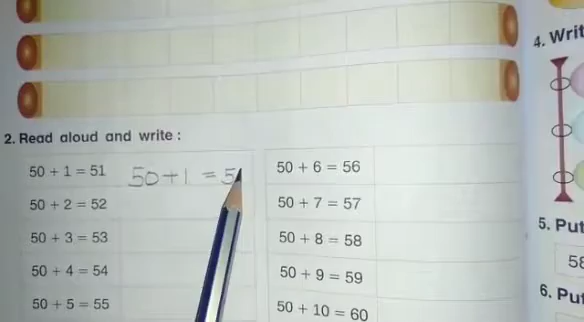 4. Writ
2. Read aloud and write :
50 + 1 = 51
50+1 = 5
50 + 2 = 52
50 + 3 = 53
50 + 4 = 54
50 + 5 = 55
50 + 6 = 56
50 + 7 = 57
50 + 8 = 58
50 + 9 = 59
50 + 10 = 60
5. Put
58
6. Put